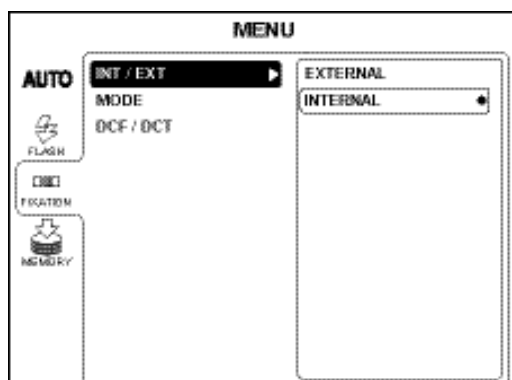 MENU
AUTO
FLASH
FIXATION
MEMORY
INT / EXT
MODE
DCF / DCT
EXTERNAL
INTERNAL